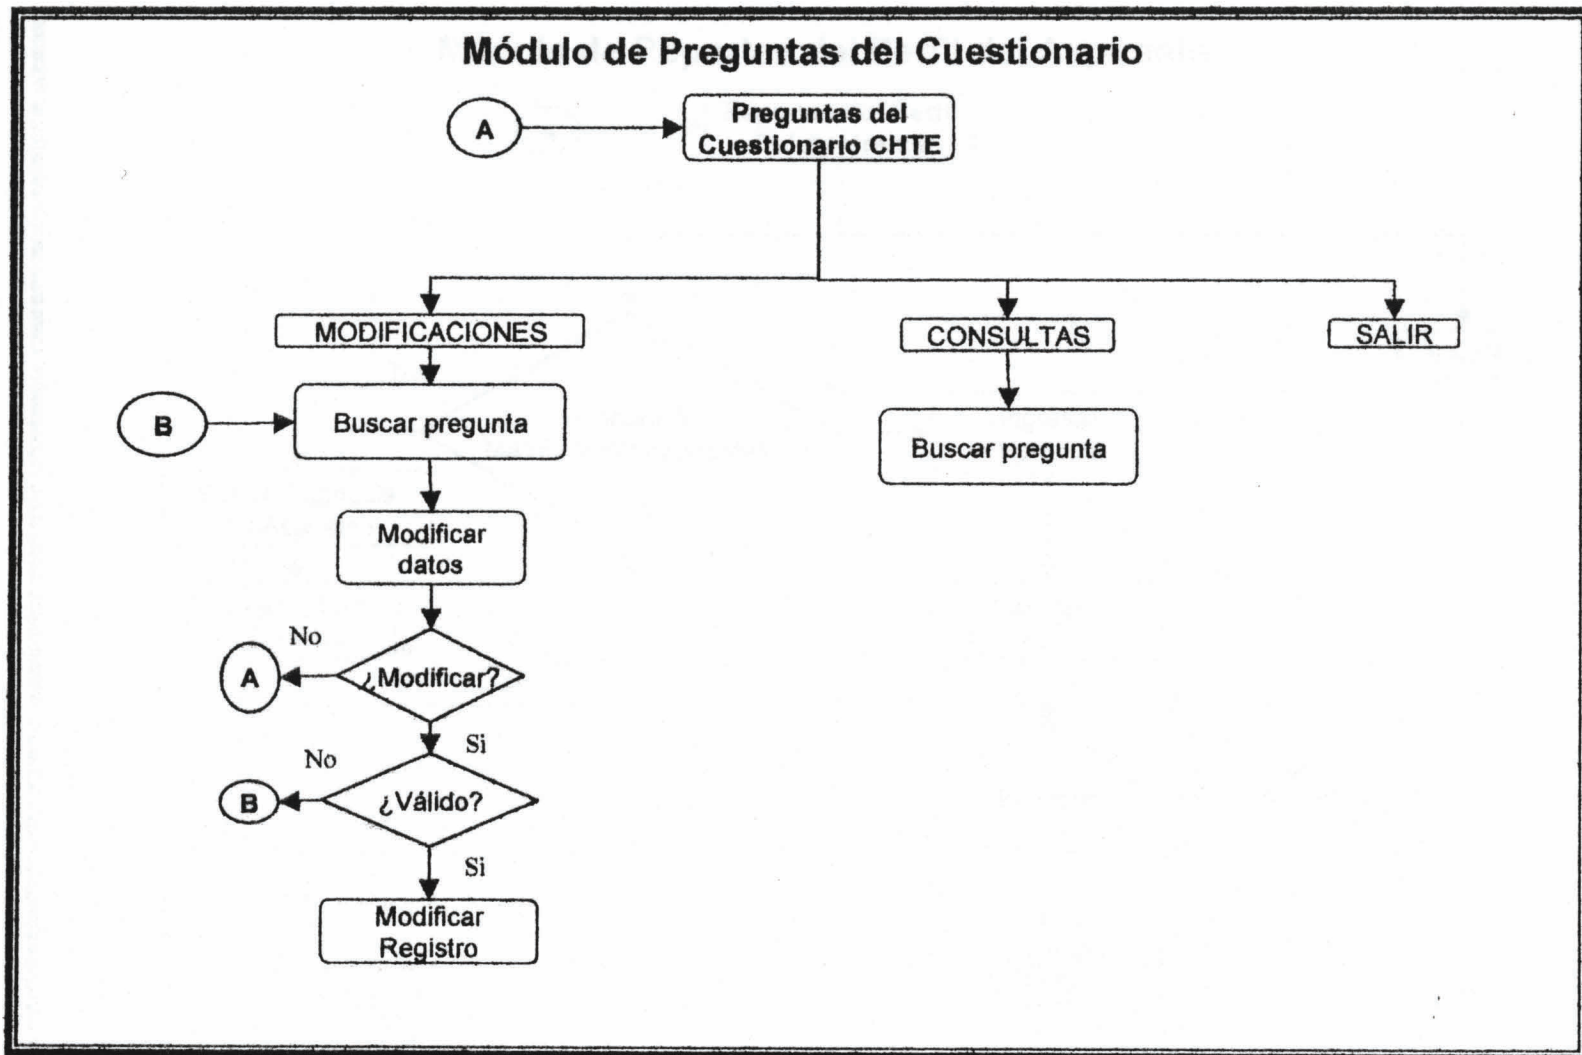 Módulo de Preguntas del Cuestionario
A
Preguntas del
Cuestionario CHTE
MODIFICACIONES
CONSULTAS
SALIR
B
Buscar pregunta
Buscar pregunta
Modificar
datos
No
A
¿Modificar?
Si
No
B
¿Válido?
Si
Modificar
Registro